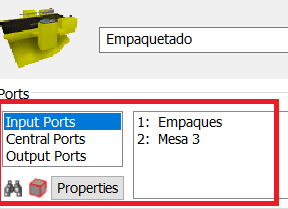 Empaquetado
Ports
Input Ports
Central Ports
Output Ports
1: Empaques
2: Mesa 3
Properties